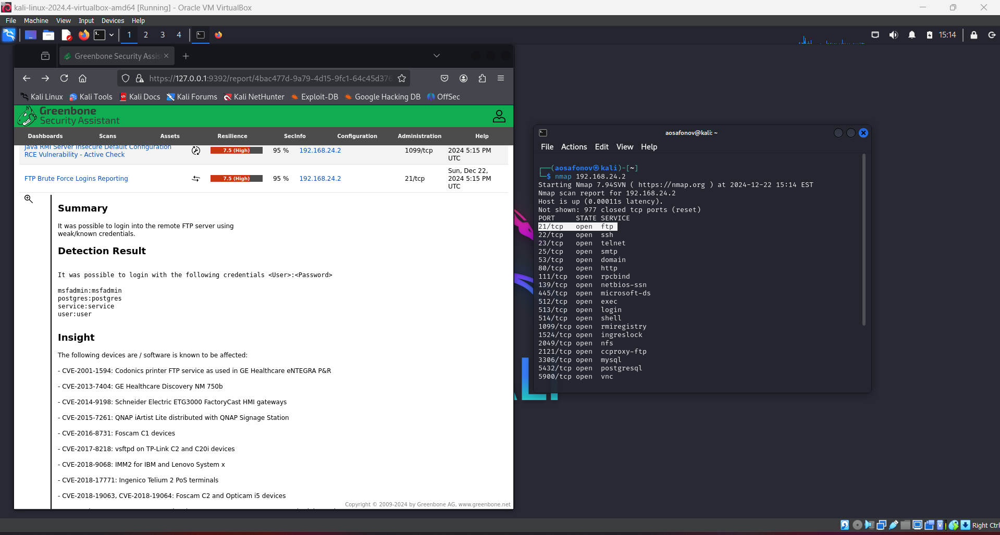 kali-linux-2024.4-virtualbox-amd64 [Running] - Oracle VM VirtualBox
File Machine View Input Devices Help
1 2 3 4
15:14
Greenbone Security Assis
https://127.0.0.1:9392/report/4bac477d-9a79-4d15-9fc1-64c45d376
Kali Linux Kali Tools Kali Docs Kali Forums Kali NetHunter Exploit-DB Google Hacking DB OffSec
Greenbone
Security Assistant
Dashboards Scans Assets Resilience SecInfo Configuration Administration Help
Java RMI Server Insecure Default Configuration
RCE Vulnerability - Active Check
7.5 (High) 95 % 192.168.24.2 1099/tcp
2024 5:15 PM
UTC
FTP Brute Force Logins Reporting
7.5 (High) 95 % 192.168.24.2 21/tcp
Sun, Dec 22,
2024 5:15 PM
UTC
Summary
It was possible to login into the remote FTP server using
weak/known credentials.
Detection Result
It was possible to login with the following credentials <User>:<Password>
msfadmin:msfadmin
postgres:postgres
service:service
user:user
Insight
The following devices are / software is known to be affected:
- CVE-2001-1594: Codonics printer FTP service as used in GE Healthcare eNTEGRA P&R
- CVE-2013-7404: GE Healthcare Discovery NM 750b
- CVE-2014-9198: Schneider Electric ETG3000 FactoryCast HMI gateways
- CVE-2015-7261: QNAP iArtist Lite distributed with QNAP Signage Station
- CVE-2016-8731: Foscam C1 devices
- CVE-2017-8218: vsftpd on TP-Link C2 and C20i devices
- CVE-2018-9068: IMM2 for IBM and Lenovo System x
- CVE-2018-17771: Ingenico Telium 2 PoS terminals
- CVE-2018-19063, CVE-2018-19064: Foscam C2 and Opticam i5 devices
Copyright © 2009-2024 by Greenbone AG, www.greenbone.net
aosafonov@kali: ~
File Actions Edit View Help
┌──(aosafonov㉿kali)-[~]
└─$ nmap 192.168.24.2
Starting Nmap 7.94SVN ( https://nmap.org ) at 2024-12-22 15:14 EST
Nmap scan report for 192.168.24.2
Host is up (0.00011s latency).
Not shown: 977 closed tcp ports (reset)
PORT STATE SERVICE
21/tcp open ftp
22/tcp open ssh
23/tcp open telnet
25/tcp open smtp
53/tcp open domain
80/tcp open http
111/tcp open rpcbind
139/tcp open netbios-ssn
445/tcp open microsoft-ds
512/tcp open exec
513/tcp open login
514/tcp open shell
1099/tcp open rmiregistry
1524/tcp open ingreslock
2049/tcp open nfs
2121/tcp open ccproxy-ftp
3306/tcp open mysql
5432/tcp open postgresql
5900/tcp open vnc
Right Ctrl